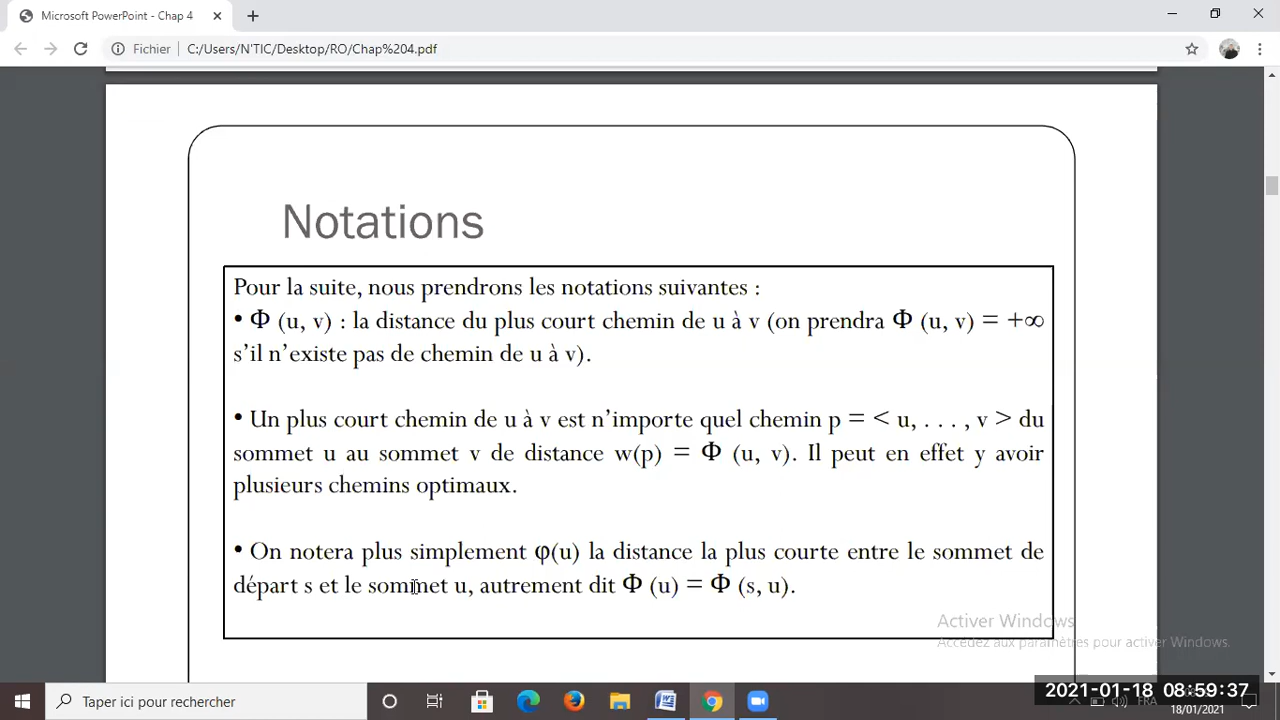 Microsoft PowerPoint - Chap 4
Fichier C:/Users/N'TIC/Desktop/RO/Chap%204.pdf
Notations
Pour la suite, nous prendrons les notations suivantes :
• Φ (u, v) : la distance du plus court chemin de u à v (on prendra Φ (u, v) = +∞
s’il n’existe pas de chemin de u à v).
• Un plus court chemin de u à v est n’importe quel chemin p = < u, . . . , v > du
sommet u au sommet v de distance w(p) = Φ (u, v). Il peut en effet y avoir
plusieurs chemins optimaux.
• On notera plus simplement φ(u) la distance la plus courte entre le sommet de
départ s et le sommet u, autrement dit Φ (u) = Φ (s, u).
Activer Windows
Accédez aux paramètres pour activer Windows.
Taper ici pour rechercher
2021-01-18 08:59:37
FRA
18/01/2021